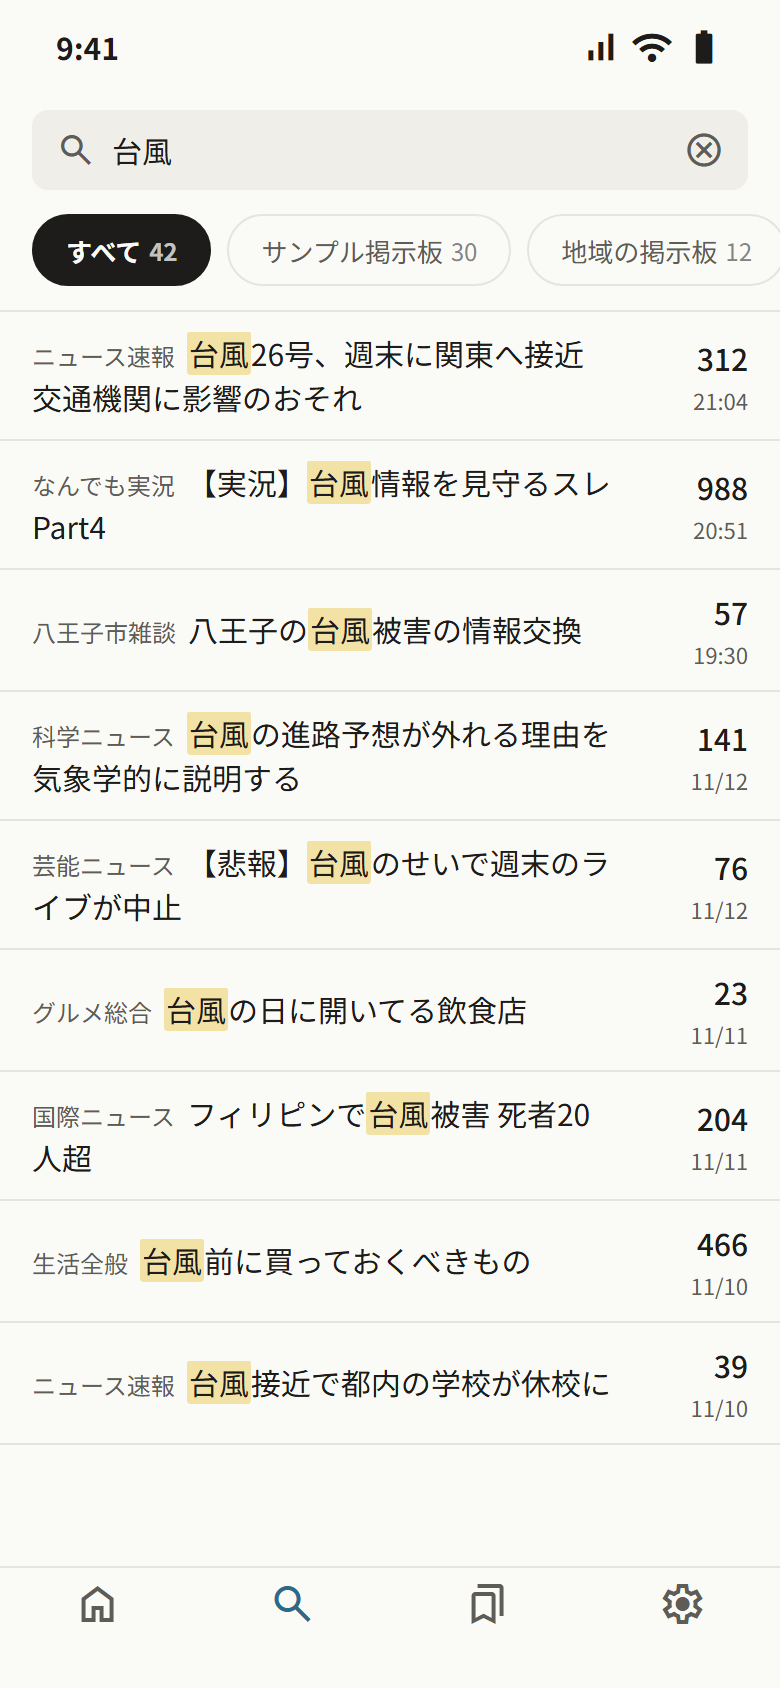 9:41
台風
すべて 42 サンプル掲示板 30 地域の掲示板 12
ニュース速報 台風26号、週末に関東へ接近
交通機関に影響のおそれ
312
21:04
なんでも実況 【実況】台風情報を見守るスレ
Part4
988
20:51
八王子市雑談 八王子の台風被害の情報交換
57
19:30
科学ニュース 台風の進路予想が外れる理由を
気象学的に説明する
141
11/12
芸能ニュース 【悲報】台風のせいで週末のラ
イブが中止
76
11/12
グルメ総合 台風の日に開いてる飲食店
23
11/11
国際ニュース フィリピンで台風被害 死者20
人超
204
11/11
生活全般 台風前に買っておくべきもの
466
11/10
ニュース速報 台風接近で都内の学校が休校に
39
11/10